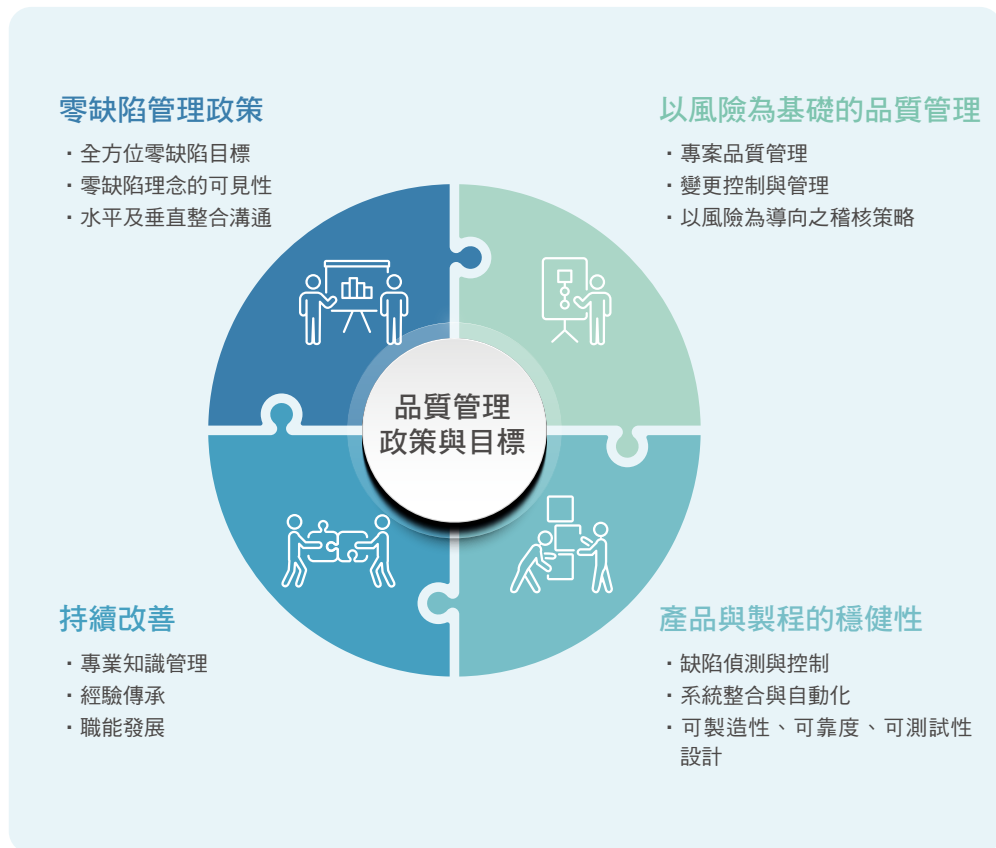 零缺陷管理政策
・全方位零缺陷目標
・零缺陷理念的可見性
・水平及垂直整合溝通
以風險為基礎的品質管理
・專案品質管理
・變更控制與管理
・以風險為導向之稽核策略
品質管理
政策與目標
持續改善
・專業知識管理
・經驗傳承
・職能發展
產品與製程的穩健性
・缺陷偵測與控制
・系統整合與自動化
・可製造性、可靠度、可測試性
設計